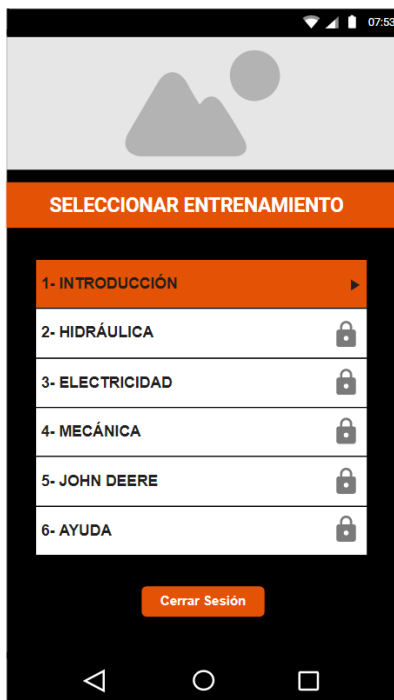 07:53
SELECCIONAR ENTRENAMIENTO
1- INTRODUCCIÓN
2- HIDRÁULICA
3- ELECTRICIDAD
4- MECÁNICA
5- JOHN DEERE
6- AYUDA
Cerrar Sesión